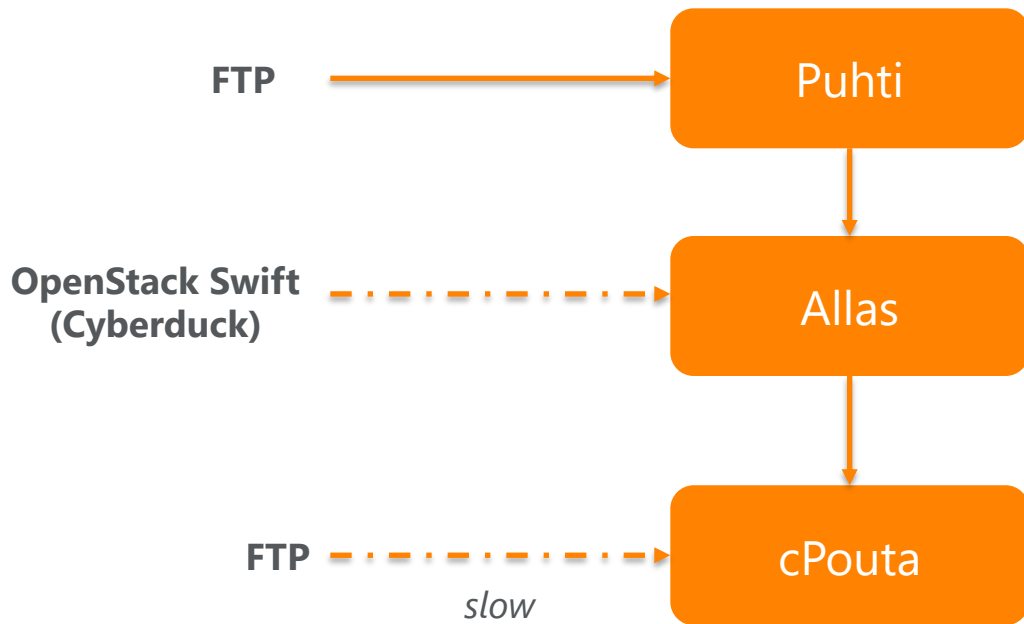 FTP
Puhti
OpenStack Swift
(Cyberduck)
Allas
FTP
cPouta
slow